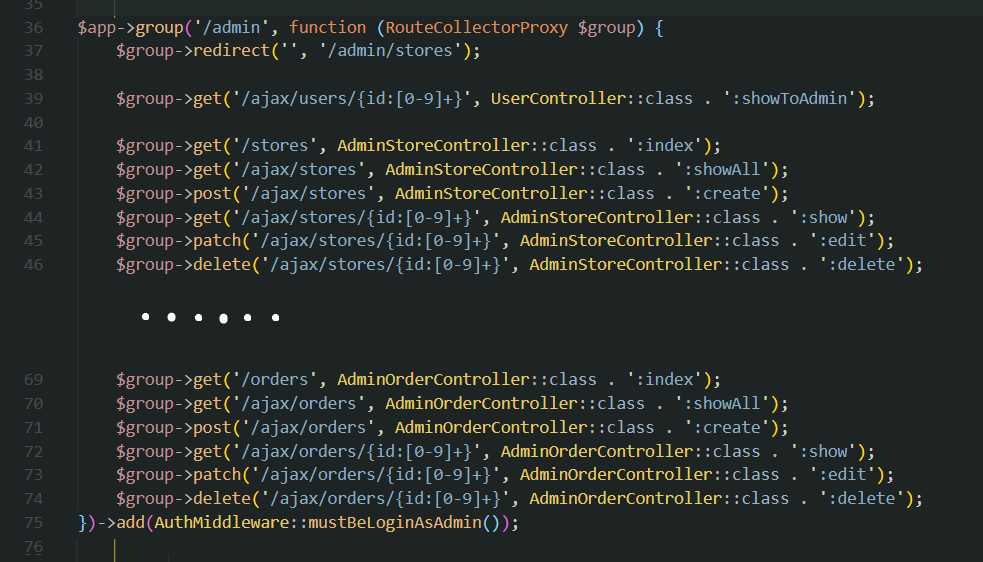 35
36 $app->group('/admin', function (RouteCollectorProxy $group) {
37     $group->redirect('', '/admin/stores');
38
39     $group->get('/ajax/users/{id:[0-9]+}', UserController::class . ':showToAdmin');
40
41     $group->get('/stores', AdminStoreController::class . ':index');
42     $group->get('/ajax/stores', AdminStoreController::class . ':showAll');
43     $group->post('/ajax/stores', AdminStoreController::class . ':create');
44     $group->get('/ajax/stores/{id:[0-9]+}', AdminStoreController::class . ':show');
45     $group->patch('/ajax/stores/{id:[0-9]+}', AdminStoreController::class . ':edit');
46     $group->delete('/ajax/stores/{id:[0-9]+}', AdminStoreController::class . ':delete');
. . . . . .
69     $group->get('/orders', AdminOrderController::class . ':index');
70     $group->get('/ajax/orders', AdminOrderController::class . ':showAll');
71     $group->post('/ajax/orders', AdminOrderController::class . ':create');
72     $group->get('/ajax/orders/{id:[0-9]+}', AdminOrderController::class . ':show');
73     $group->patch('/ajax/orders/{id:[0-9]+}', AdminOrderController::class . ':edit');
74     $group->delete('/ajax/orders/{id:[0-9]+}', AdminOrderController::class . ':delete');
75 })->add(AuthMiddleware::mustBeLoginAsAdmin());
76